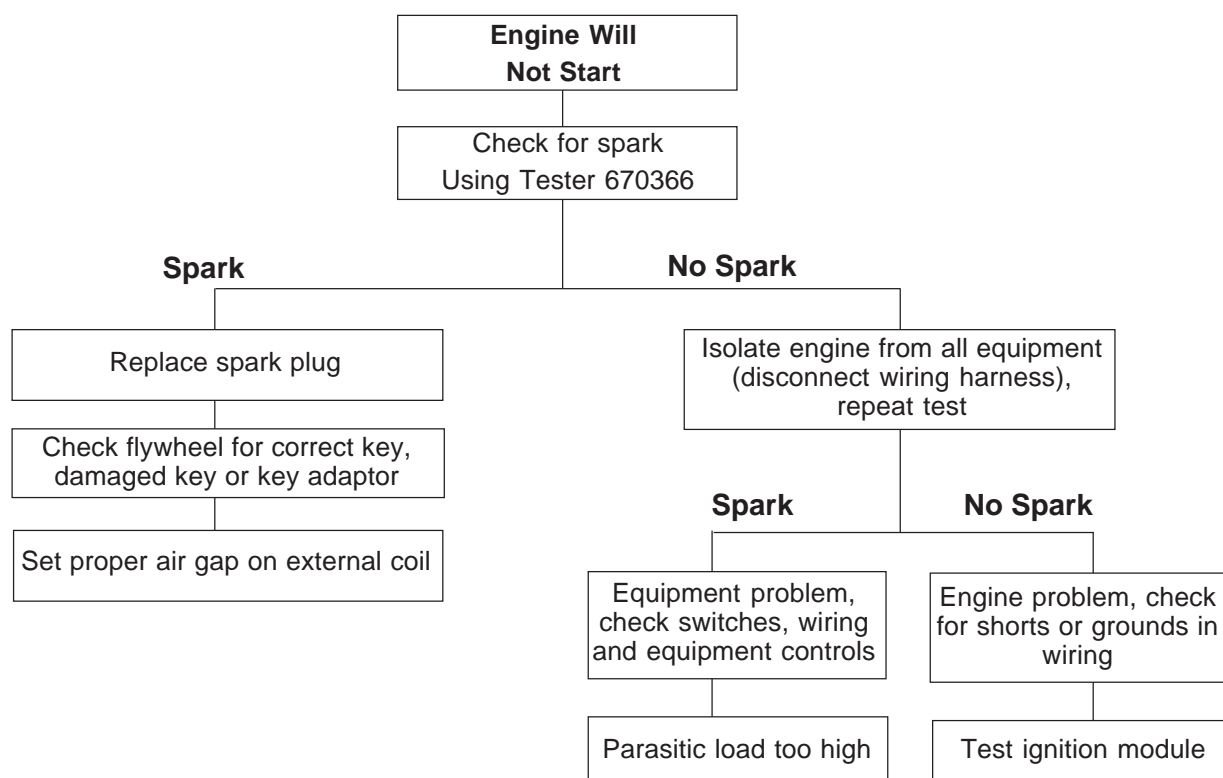 Engine Will
Not Start
Check for spark
Using Tester 670366
Spark
No Spark
Replace spark plug
Check flywheel for correct key,
damaged key or key adaptor
Set proper air gap on external coil
Isolate engine from all equipment
(disconnect wiring harness),
repeat test
Spark
No Spark
Equipment problem,
check switches, wiring
and equipment controls
Parasitic load too high
Engine problem, check
for shorts or grounds in
wiring
Test ignition module